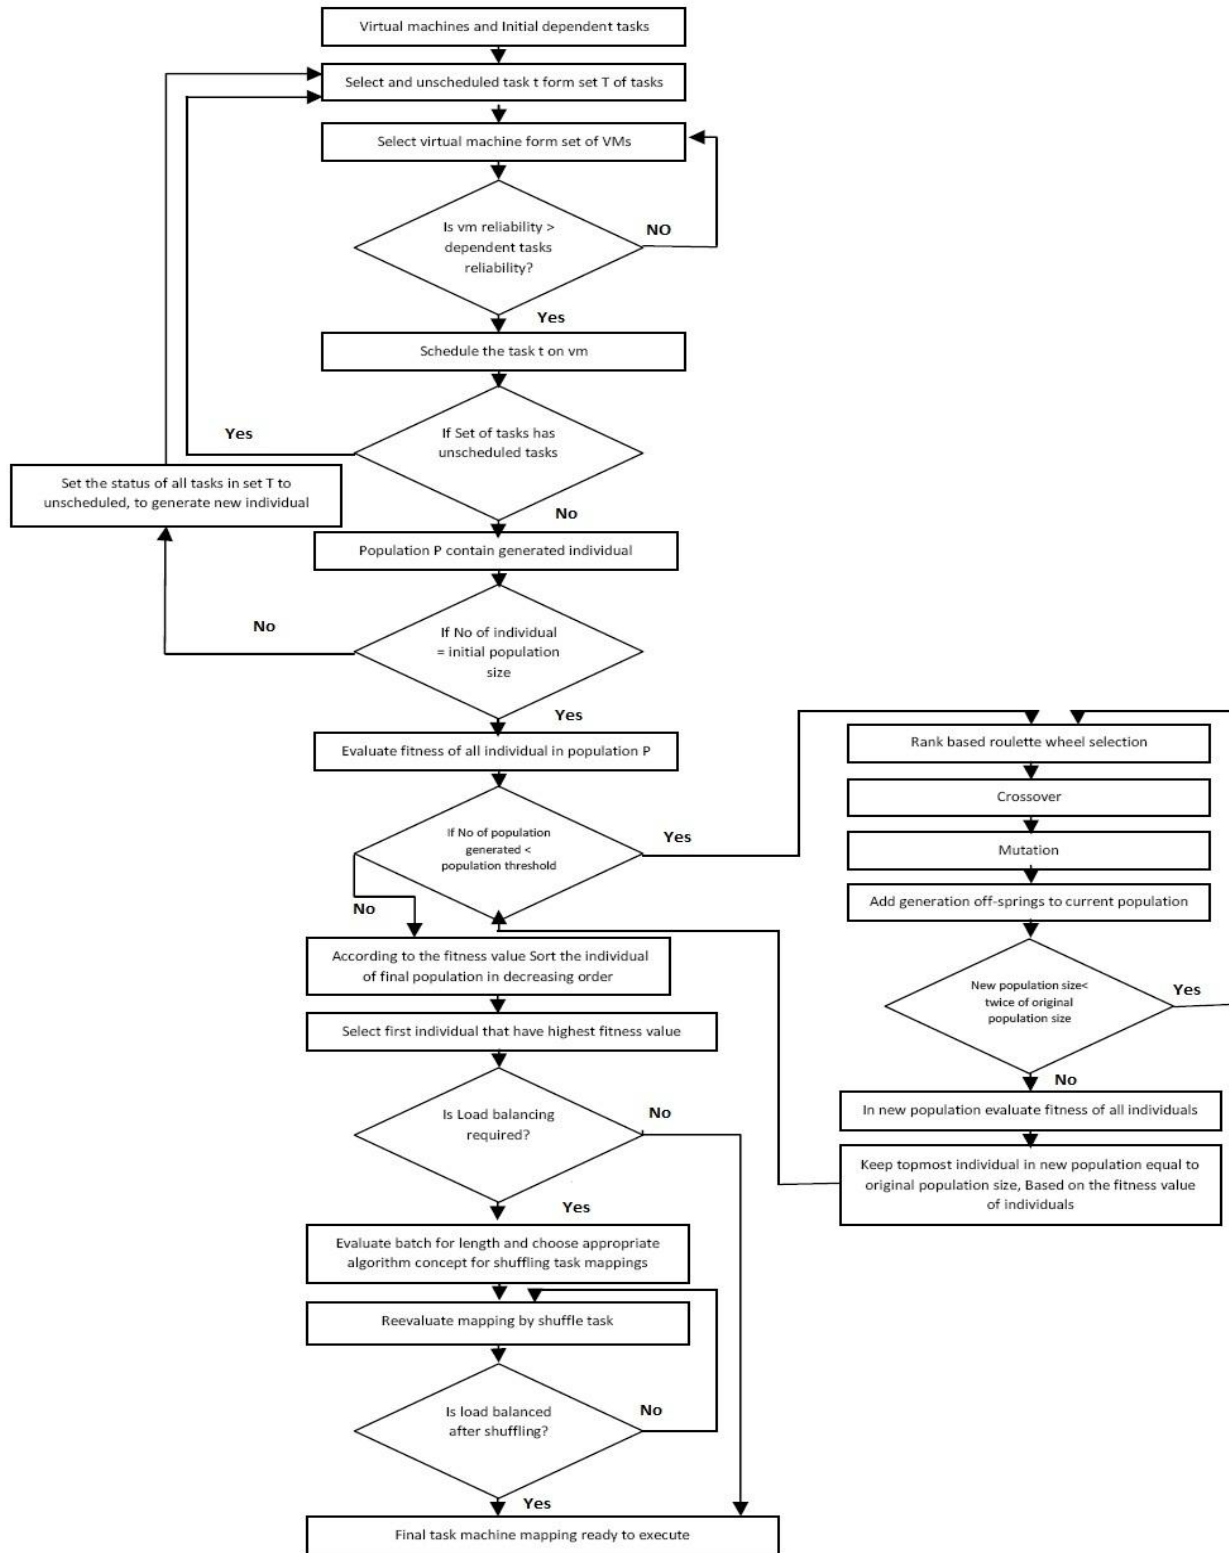 Virtual machines and Initial dependent tasks
Select and unscheduled task t form set T of tasks
Select virtual machine form set of VMs
Is vm reliability >
dependent tasks
reliability?
NO
Yes
Schedule the task t on vm
If Set of tasks has
unscheduled tasks
Yes
Set the status of all tasks in set T to
unscheduled, to generate new individual
No
Population P contain generated individual
If No of individual
= initial population
size
No
Yes
Evaluate fitness of all individual in population P
If No of population
generated <
population threshold
Yes
No
Rank based roulette wheel selection
Crossover
Mutation
Add generation off-springs to current population
New population size<
twice of original
population size
Yes
No
In new population evaluate fitness of all individuals
Keep topmost individual in new population equal to
original population size, Based on the fitness value
of individuals
According to the fitness value Sort the individual
of final population in decreasing order
Select first individual that have highest fitness value
Is Load balancing
required?
No
Yes
Evaluate batch for length and choose appropriate
algorithm concept for shuffling task mappings
Reevaluate mapping by shuffle task
Is load balanced
after shuffling?
No
Yes
Final task machine mapping ready to execute